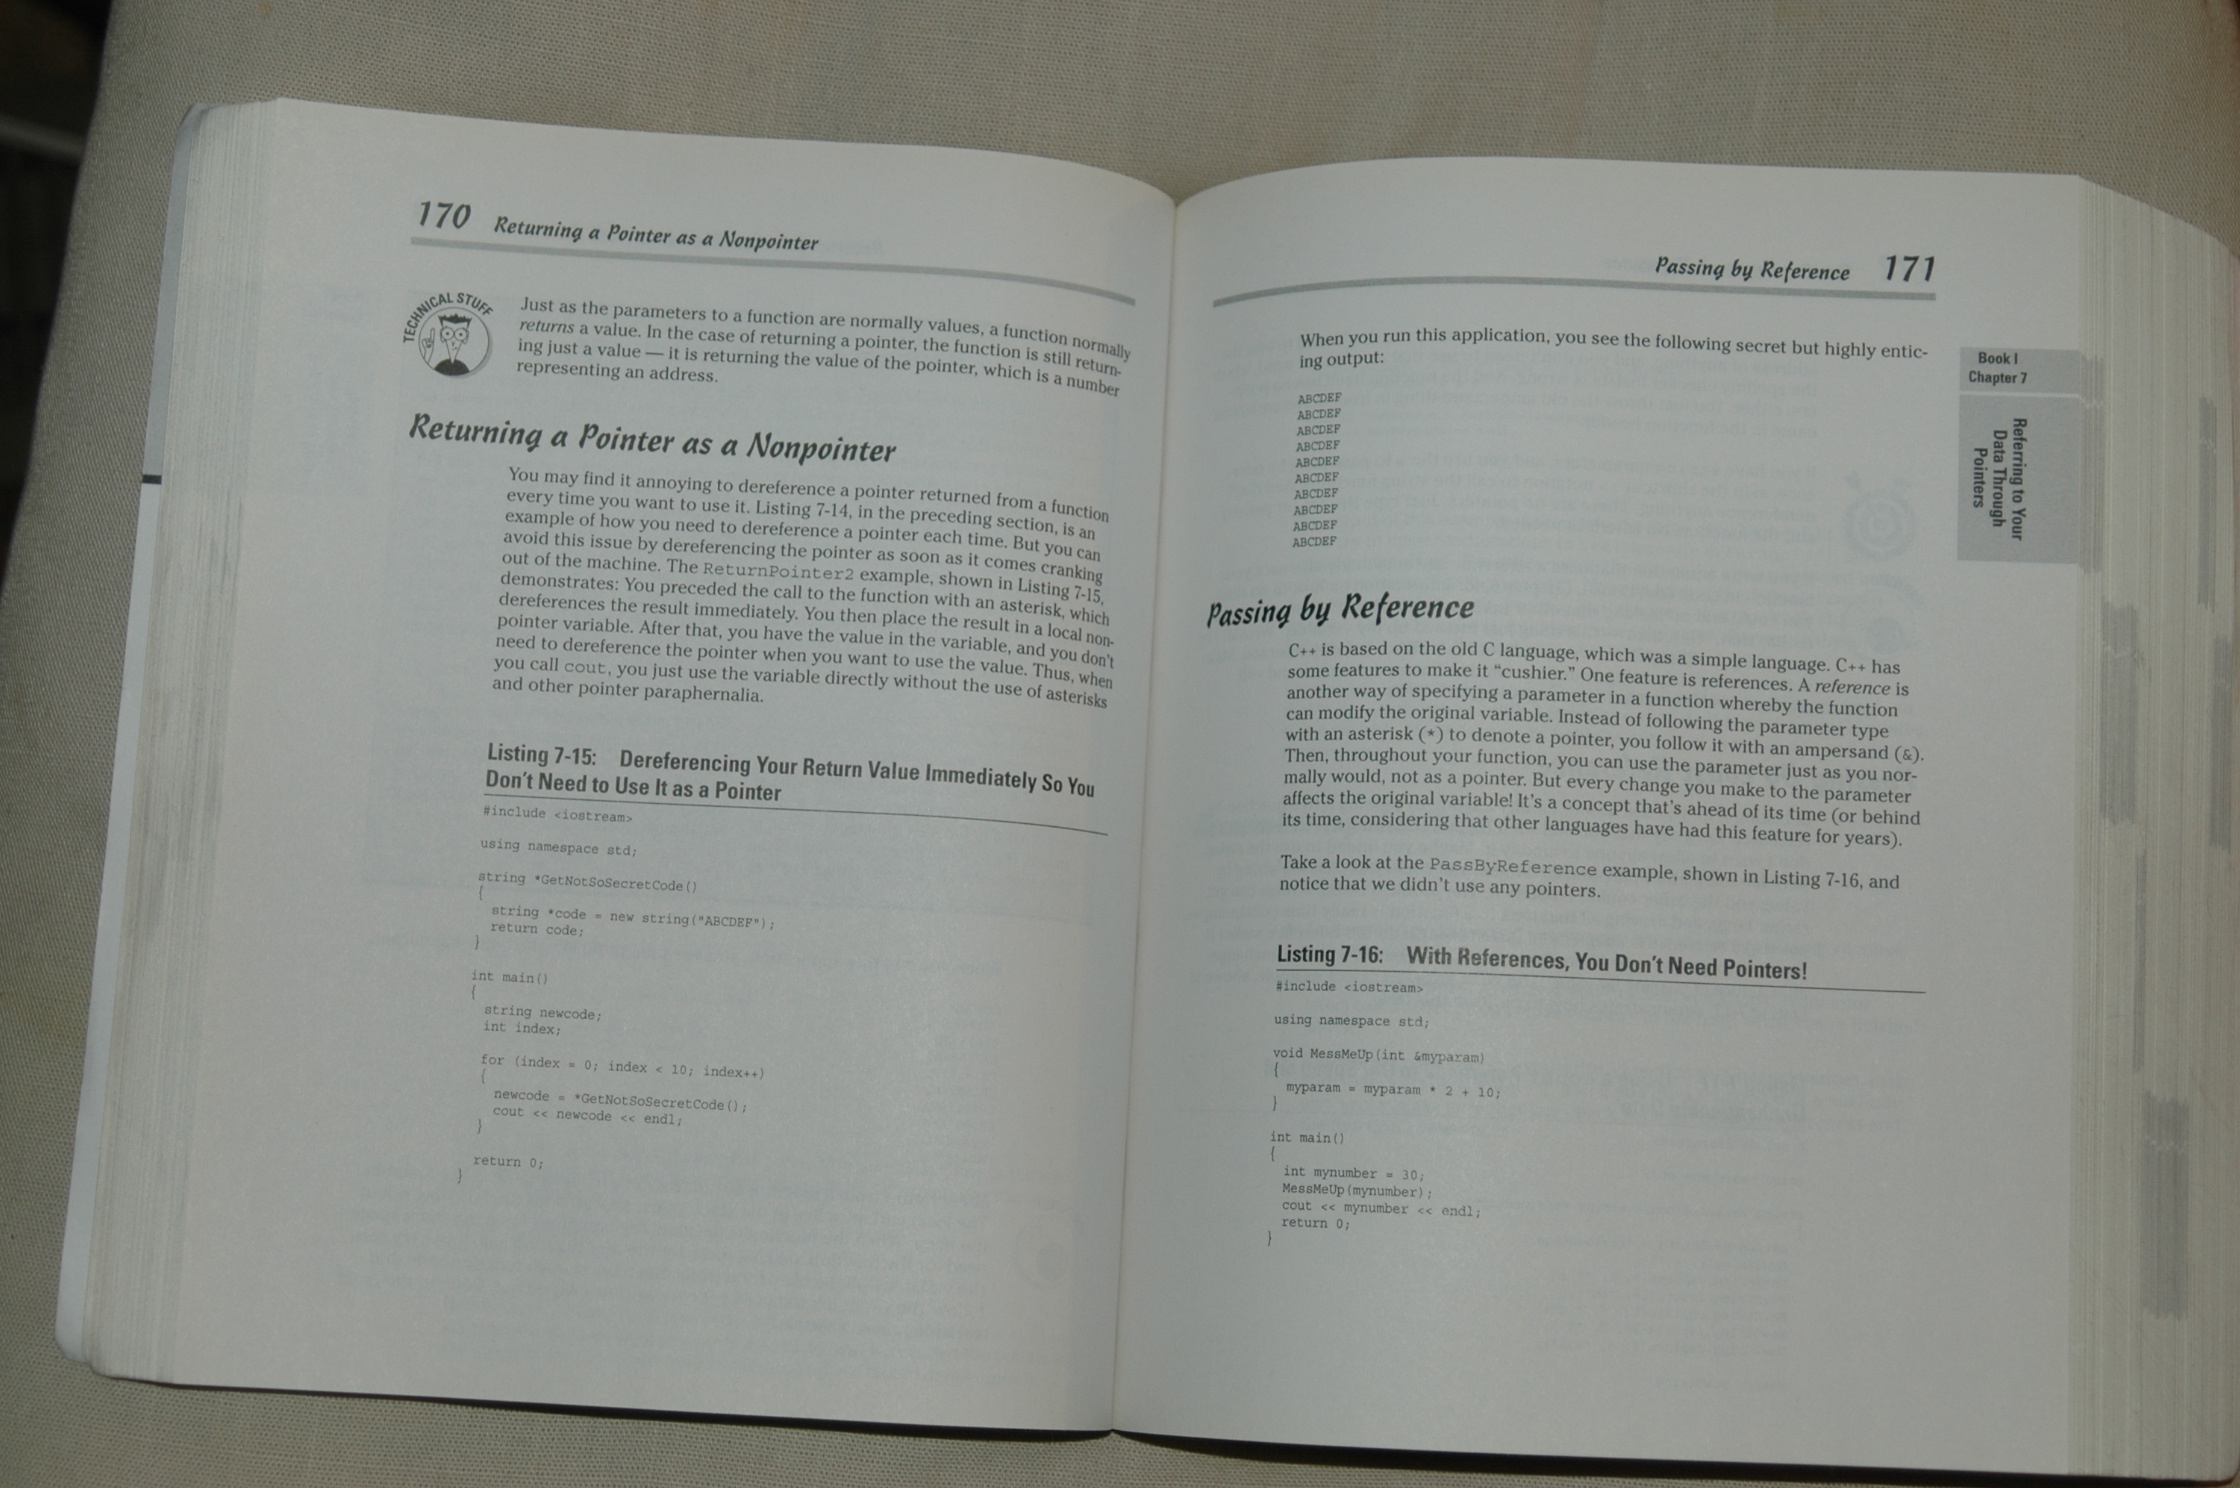 170 Returning a Pointer as a Nonpointer
TECHNICAL STUFF
Just as the parameters to a function are normally values, a function normally
returns a value. In the case of returning a pointer, the function is still return-
ing just a value — it is returning the value of the pointer, which is a number
representing an address.
Returning a Pointer as a Nonpointer
You may find it annoying to dereference a pointer returned from a function
every time you want to use it. Listing 7-14, in the preceding section, is an
example of how you need to dereference a pointer each time. But you can
avoid this issue by dereferencing the pointer as soon as it comes cranking
out of the machine. The ReturnPointer2 example, shown in Listing 7-15,
demonstrates: You preceded the call to the function with an asterisk, which
dereferences the result immediately. You then place the result in a local non-
pointer variable. After that, you have the value in the variable, and you don't
need to dereference the pointer when you want to use the value. Thus, when
you call cout, you just use the variable directly without the use of asterisks
and other pointer paraphernalia.
Listing 7-15: Dereferencing Your Return Value Immediately So You
Don't Need to Use It as a Pointer
#include <iostream>
using namespace std;
string *GetNotSoSecretCode()
{
string *code = new string("ABCDEF");
return code;
}
int main()
{
string newcode;
int index;
for (index = 0; index < 10; index++)
{
newcode = *GetNotSoSecretCode();
cout << newcode << endl;
}
return 0;
}
Passing by Reference 171
When you run this application, you see the following secret but highly entic-
ing output:
ABCDEF
ABCDEF
ABCDEF
ABCDEF
ABCDEF
ABCDEF
ABCDEF
ABCDEF
ABCDEF
ABCDEF
Passing by Reference
C++ is based on the old C language, which was a simple language. C++ has
some features to make it “cushier.” One feature is references. A reference is
another way of specifying a parameter in a function whereby the function
can modify the original variable. Instead of following the parameter type
with an asterisk (*) to denote a pointer, you follow it with an ampersand (&).
Then, throughout your function, you can use the parameter just as you nor-
mally would, not as a pointer. But every change you make to the parameter
affects the original variable! It's a concept that's ahead of its time (or behind
its time, considering that other languages have had this feature for years).
Take a look at the PassByReference example, shown in Listing 7-16, and
notice that we didn't use any pointers.
Listing 7-16: With References, You Don't Need Pointers!
#include <iostream>
using namespace std;
void MessMeUp(int &myparam)
{
myparam = myparam * 2 + 10;
}
int main()
{
int mynumber = 30;
MessMeUp(mynumber);
cout << mynumber << endl;
return 0;
}
Book I
Chapter 7
Referring to Your
Data Through
Pointers